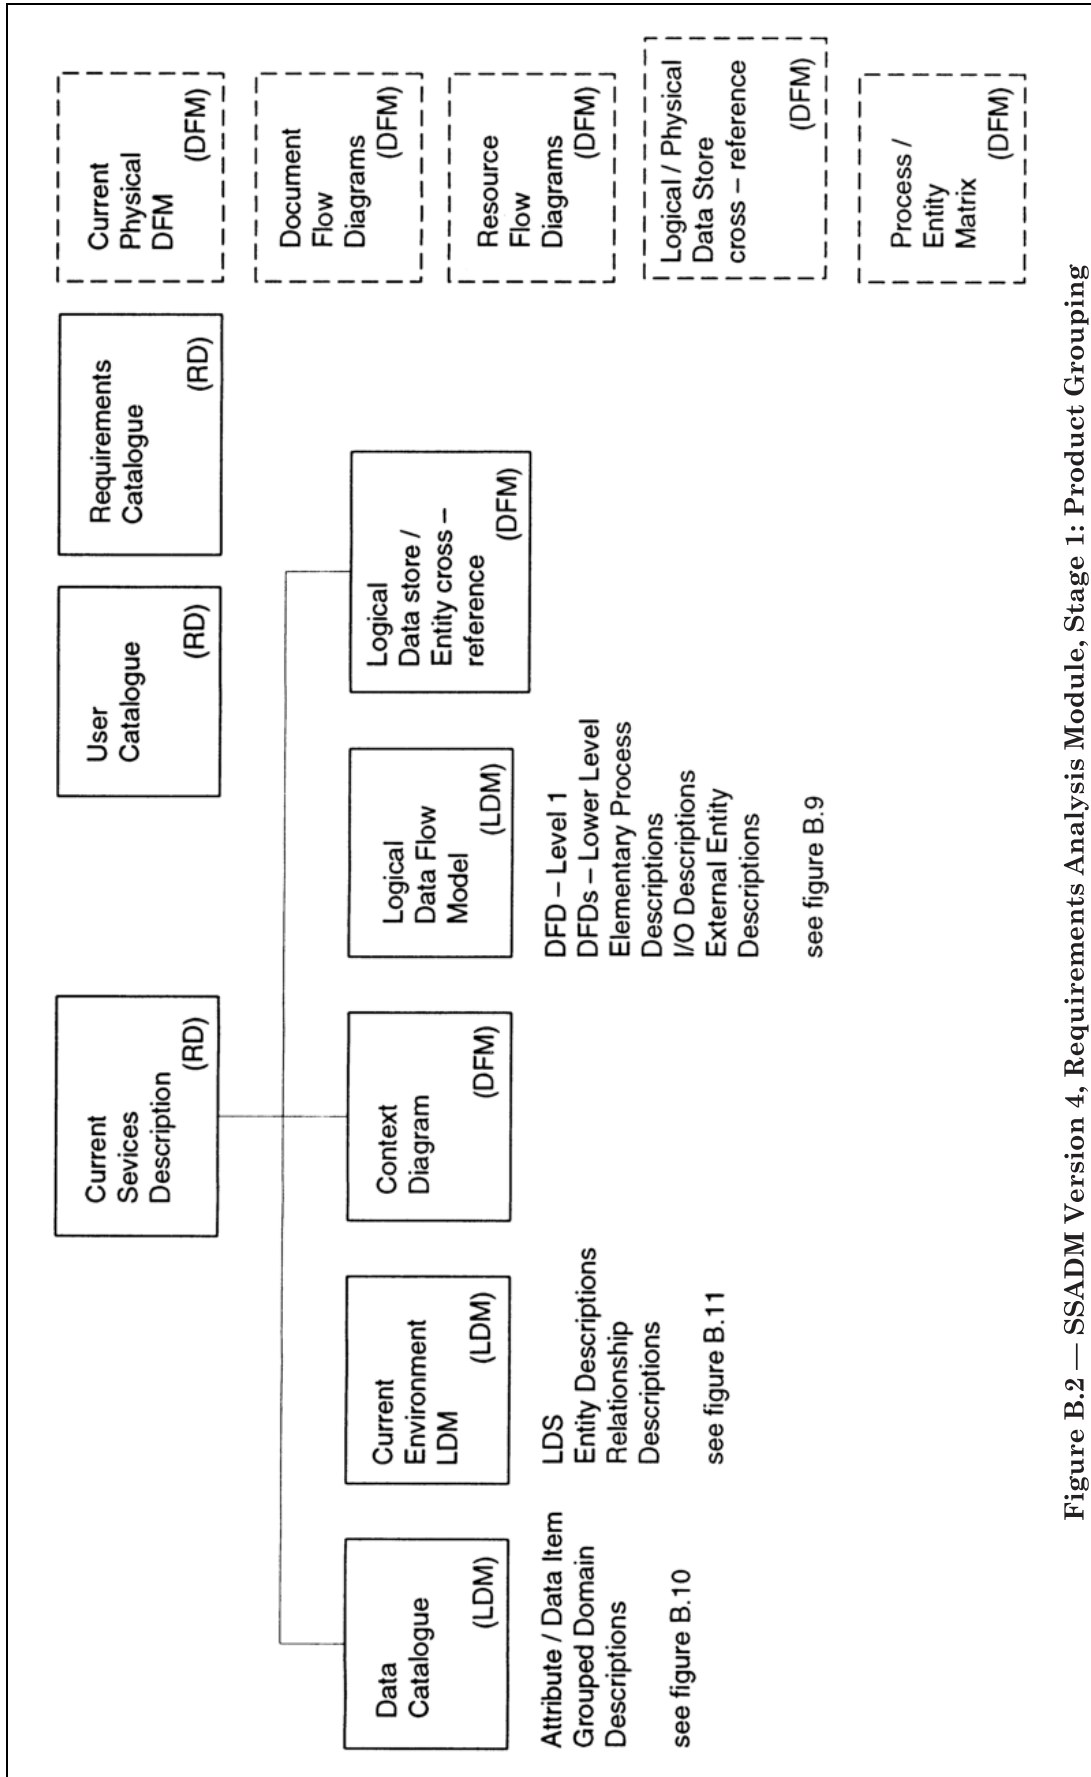 Current
Sevices
Description
(RD)
User
Catalogue
(RD)
Requirements
Catalogue
(RD)
Current
Physical
DFM
(DFM)
Document
Flow
Diagrams
(DFM)
Resource
Flow
Diagrams
(DFM)
Logical / Physical
Data Store
cross – reference
(DFM)
Process /
Entity
Matrix
(DFM)
Data
Catalogue
(LDM)
Attribute / Data Item
Grouped Domain
Descriptions
see figure B.10
Current
Environment
LDM
(LDM)
LDS
Entity Descriptions
Relationship
Descriptions
see figure B.11
Context
Diagram
(DFM)
Logical
Data Flow
Model
(LDM)
DFD – Level 1
DFDs – Lower Level
Elementary Process
Descriptions
I/O Descriptions
External Entity
Descriptions
see figure B.9
Logical
Data store /
Entity cross –
reference
(DFM)
Figure B.2 — SSADM Version 4, Requirements Analysis Module, Stage 1: Product Grouping